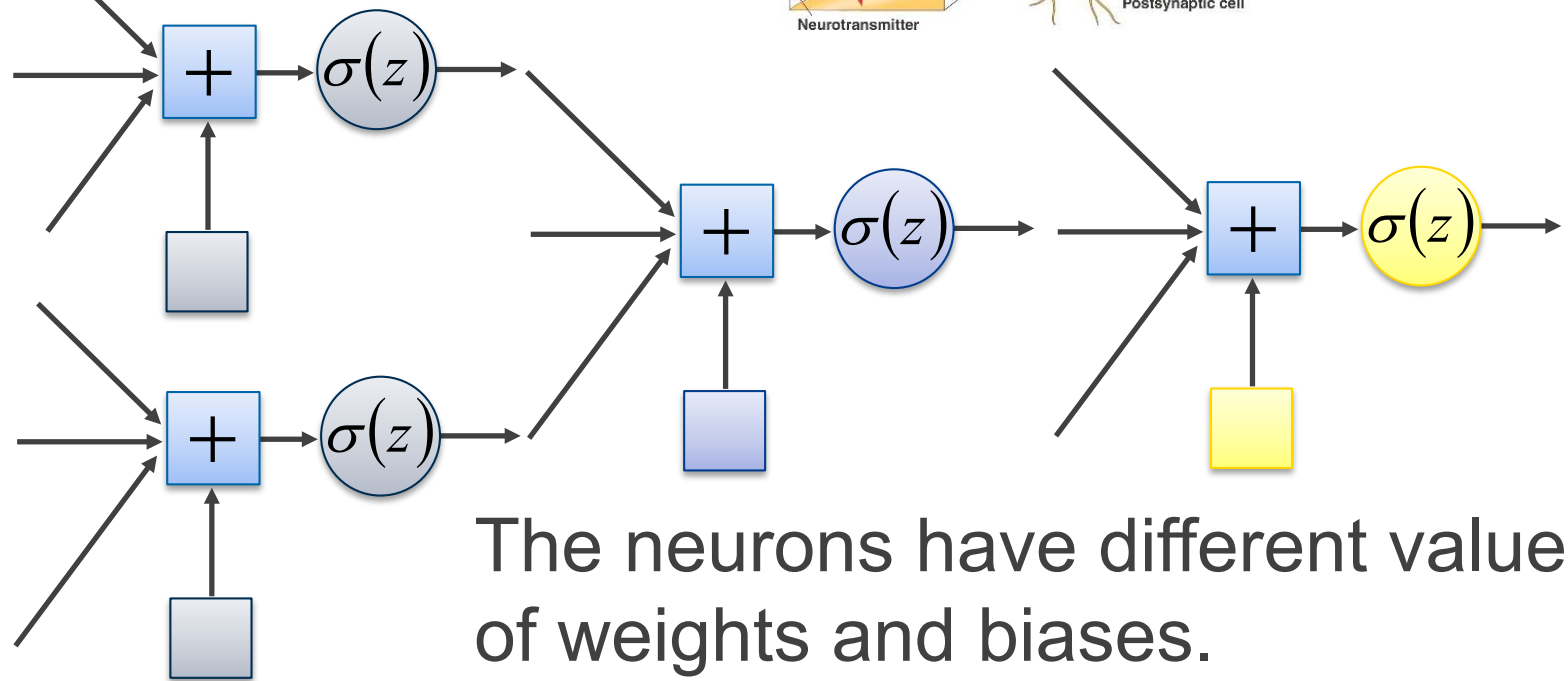 Neurotransmitter
Postsynaptic cell
+ σ(z)
+ σ(z)
+ σ(z)
+ σ(z)
The neurons have different value
of weights and biases.